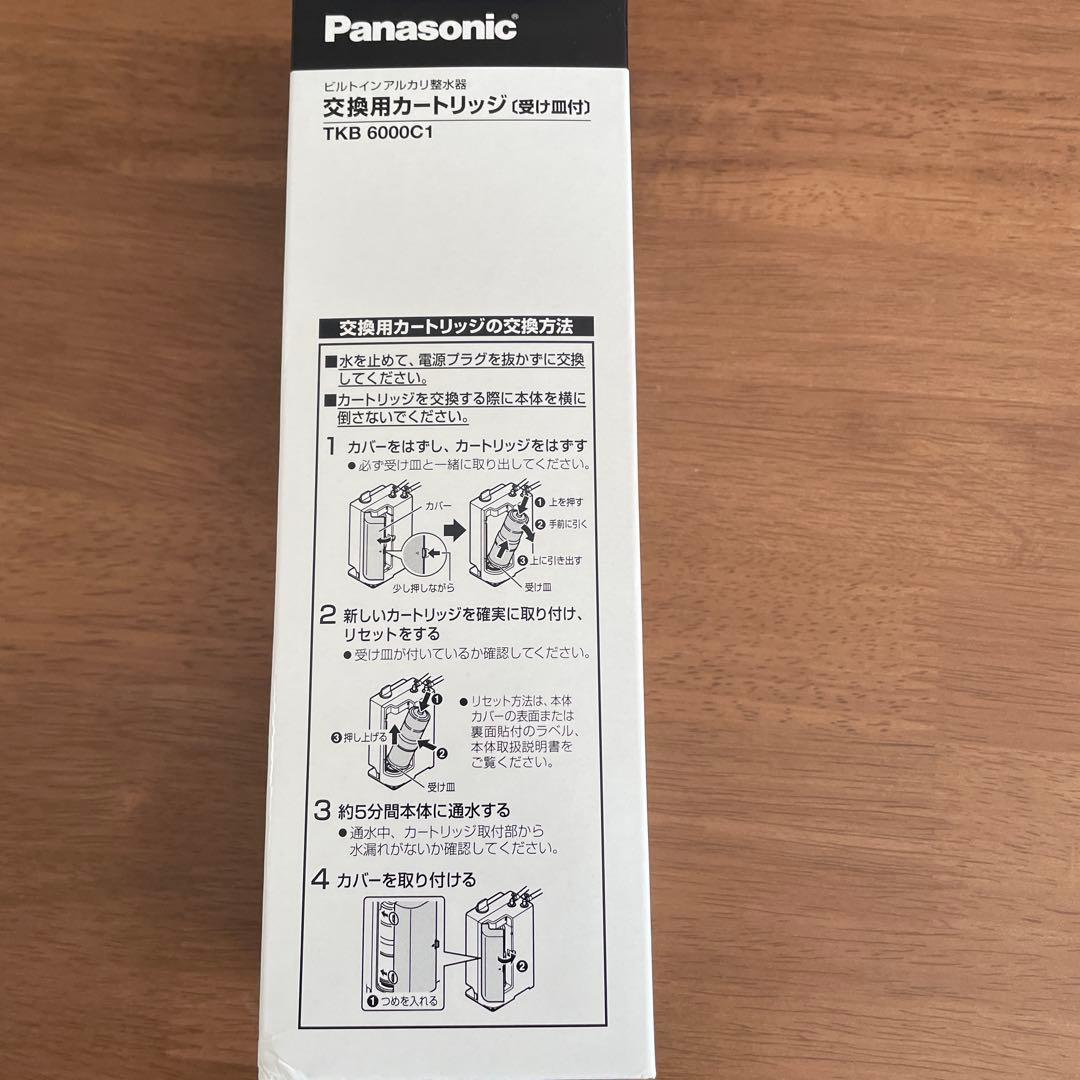 Panasonic®
ビルトインアルカリ整水器
交換用カートリッジ〔受け皿付〕
TKB 6000C1
交換用カートリッジの交換方法
■水を止めて、電源プラグを抜かずに交換
してください。
■カートリッジを交換する際に本体を横に
倒さないでください。
1 カバーをはずし、カートリッジをはずす
●必ず受け皿と一緒に取り出してください。
カバー
少し押しながら
❶ 上を押す
❷ 手前に引く
❸ 上に引き出す
受け皿
2 新しいカートリッジを確実に取り付け、
リセットをする
●受け皿が付いているか確認してください。
❶
❸ 押し上げる
❷
受け皿
●リセット方法は、本体
カバーの表面または
裏面貼付のラベル、
本体取扱説明書を
ご覧ください。
3 約5分間本体に通水する
●通水中、カートリッジ取付部から
水漏れがないか確認してください。
4 カバーを取り付ける
❶
❶
❶ つめを入れる
❷